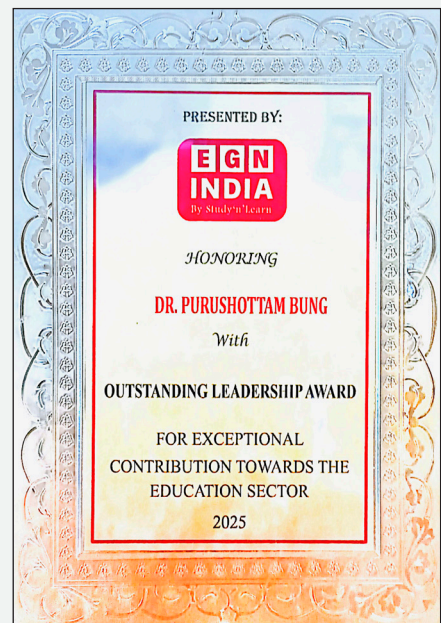 PRESENTED BY:
EGN
INDIA
By Study'n'Learn
HONORING
DR. PURUSHOTTAM BUNG
With
OUTSTANDING LEADERSHIP AWARD
FOR EXCEPTIONAL
CONTRIBUTION TOWARDS THE
EDUCATION SECTOR
2025